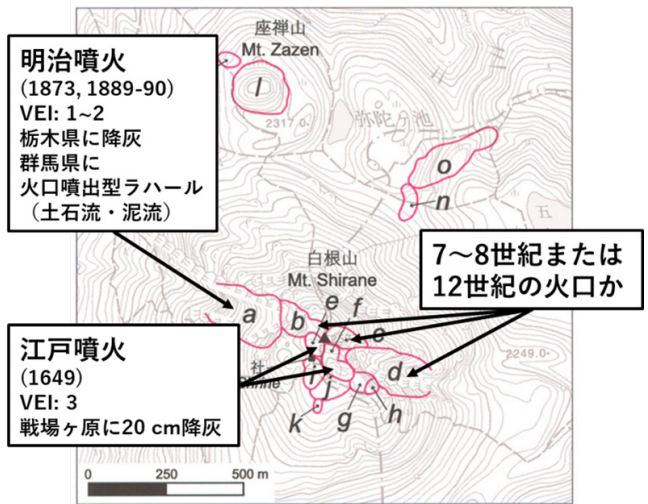 座禅山
Mt. Zazen
明治噴火
(1873, 1889-90)
VEI: 1~2
栃木県に降灰
群馬県に
火口噴出型ラハール
（土石流・泥流）
l
2317.0
弥陀ヶ池
o
n
五
7～8世紀または
12世紀の火口か
白根山
Mt. Shirane
e
f
a
b
c
2249.0
d
社
i
j
k
g
h
江戸噴火
(1649)
VEI: 3
戦場ヶ原に20 cm降灰
0
250
500 m